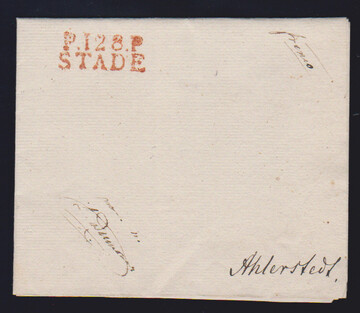 P.128.P
STADE
franco
Ahlerstedt.